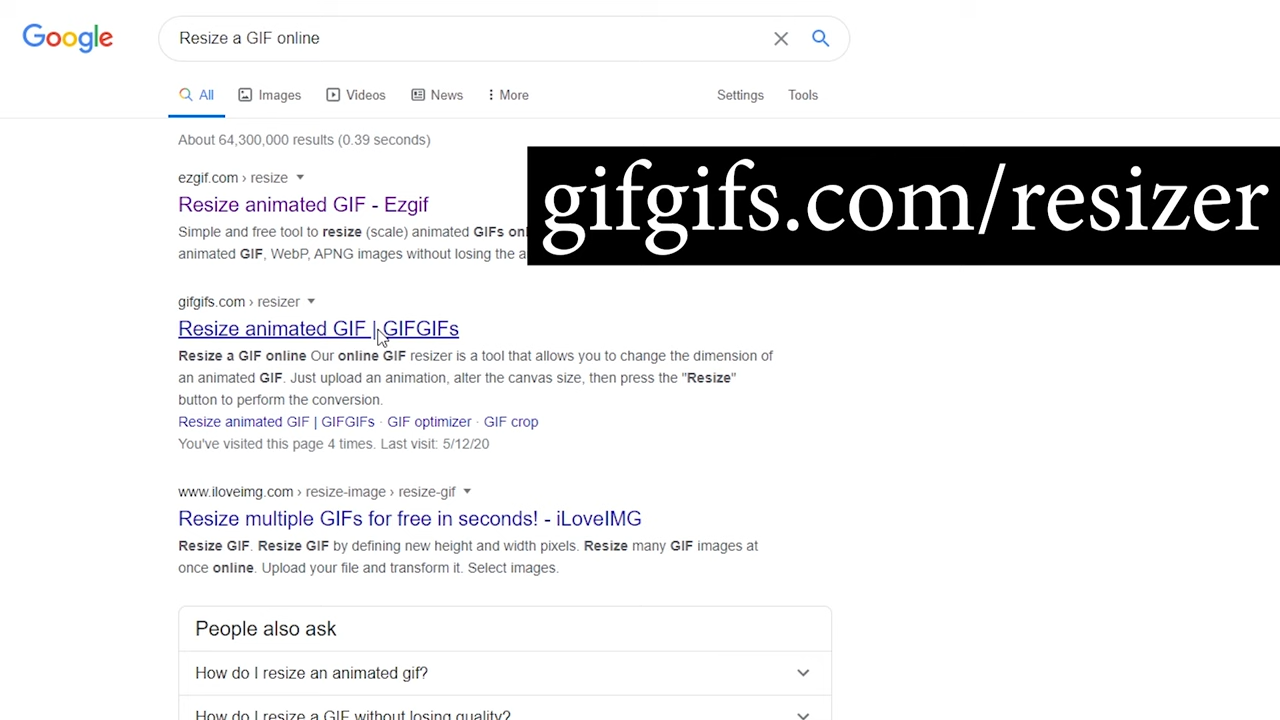 Google
Resize a GIF online
All Images Videos News More Settings Tools
About 64,300,000 results (0.39 seconds)
gifgifs.com/resizer
ezgif.com › resize
Resize animated GIF - Ezgif
Simple and free tool to resize (scale) animated GIFs
animated GIF, WebP, APNG images without losing the
gifgifs.com › resizer
Resize animated GIF | GIFGIFs
Resize a GIF online Our online GIF resizer is a tool that allows you to change the dimension of
an animated GIF. Just upload an animation, alter the canvas size, then press the "Resize"
button to perform the conversion.
Resize animated GIF | GIFGIFs · GIF optimizer · GIF crop
You've visited this page 4 times. Last visit: 5/12/20
www.iloveimg.com › resize-image › resize-gif
Resize multiple GIFs for free in seconds! - iLoveIMG
Resize GIF. Resize GIF by defining new height and width pixels. Resize many GIF images at
once online. Upload your file and transform it. Select images.
People also ask
How do I resize an animated gif?
How do I resize a GIF without losing quality?